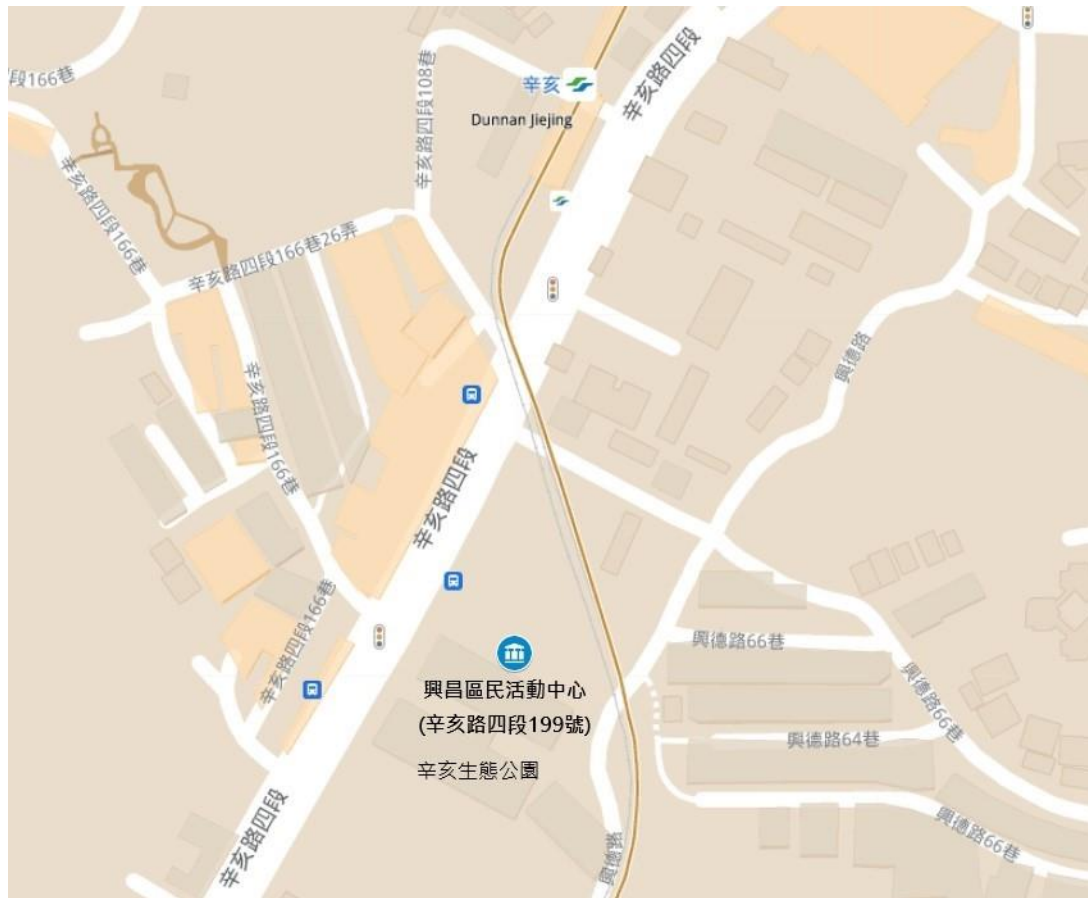 段166巷
辛亥路四段108巷
辛亥
Dunnan Jiejing
辛亥路四段
辛亥路四段166巷
辛亥路四段166巷26弄
興德路
辛亥路四段166巷
辛亥路四段
興昌區民活動中心
(辛亥路四段199號)
辛亥生態公園
辛亥路四段166巷
興德路66巷
興德路66巷
興德路64巷
辛亥路四段
興德路
興德路66巷